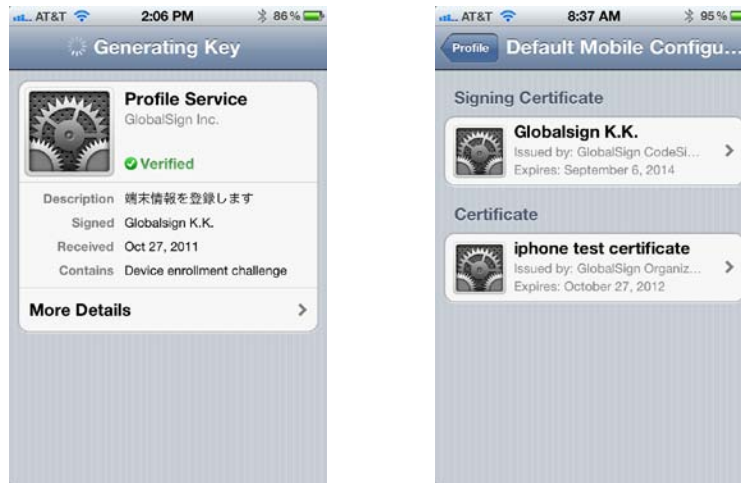 AT&T 2:06 PM 86%
Generating Key
Profile Service
GlobalSign Inc.
Verified
Description 端末情報を登録します
Signed Globalsign K.K.
Received Oct 27, 2011
Contains Device enrollment challenge
More Details
AT&T 8:37 AM 95%
Profile Default Mobile Configu...
Signing Certificate
Globalsign K.K.
Issued by: GlobalSign CodeSi...
Expires: September 6, 2014
Certificate
iphone test certificate
Issued by: GlobalSign Organiz...
Expires: October 27, 2012